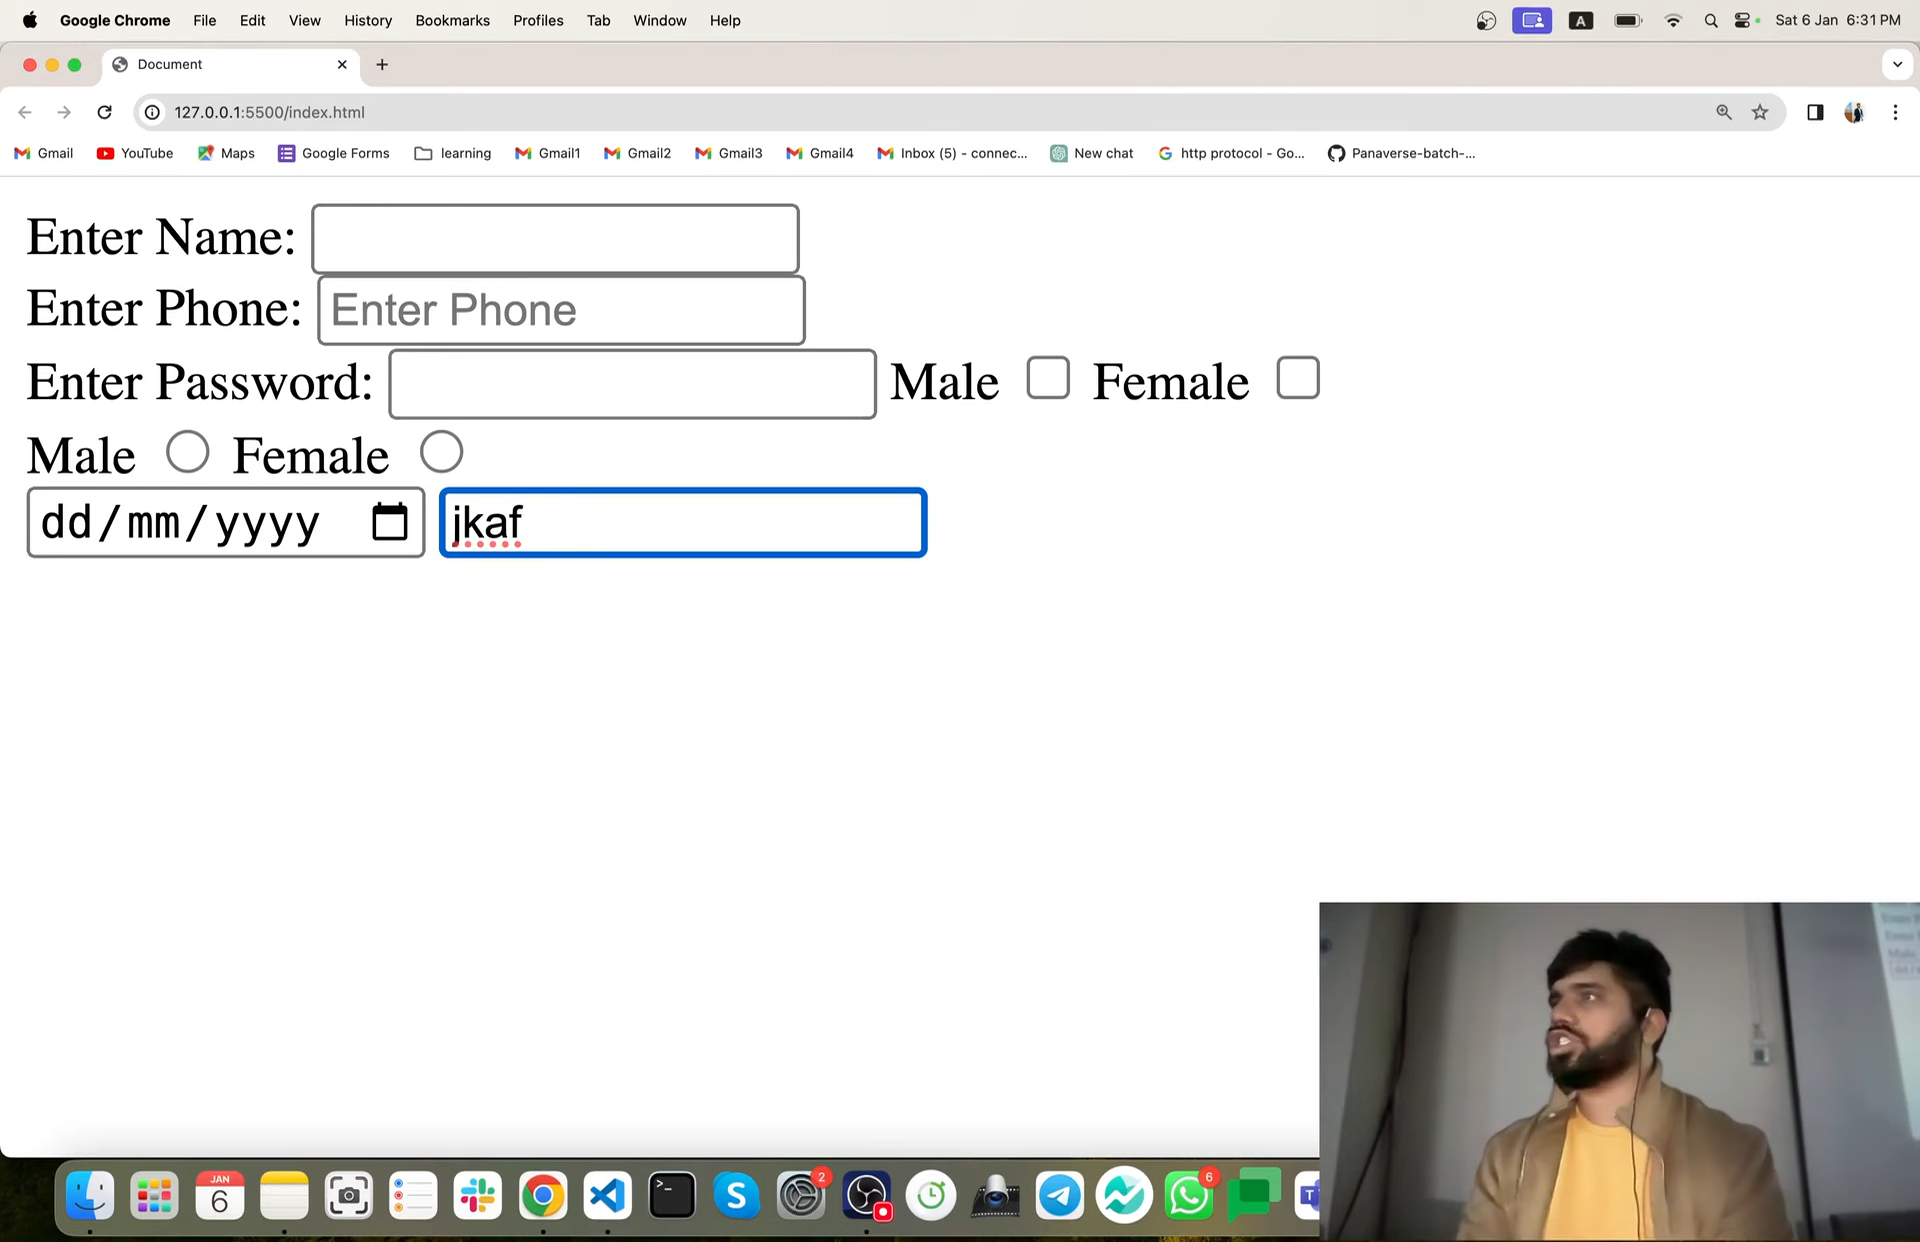 Google Chrome File Edit View History Bookmarks Profiles Tab Window Help A Sat 6 Jan 6:31 PM
Document
127.0.0.1:5500/index.html
Gmail YouTube Maps Google Forms learning Gmail1 Gmail2 Gmail3 Gmail4 Inbox (5) - connec... New chat http protocol - Go... Panaverse-batch-...
Enter Name:
Enter Phone: Enter Phone
Enter Password: Male Female
Male Female
dd/mm/yyyy jkaf
JAN
6 S 2 6 T